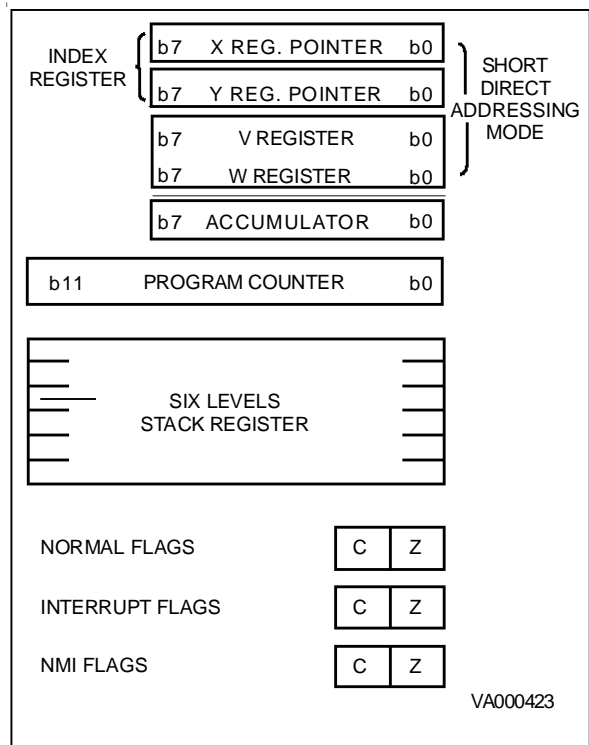 INDEX
REGISTER
b7 X REG. POINTER b0
b7 Y REG. POINTER b0
b7 V REGISTER b0
b7 W REGISTER b0
SHORT
DIRECT
ADDRESSING
MODE
b7 ACCUMULATOR b0
b11 PROGRAM COUNTER b0
SIX LEVELS
STACK REGISTER
NORMAL FLAGS C Z
INTERRUPT FLAGS C Z
NMI FLAGS C Z
VA000423